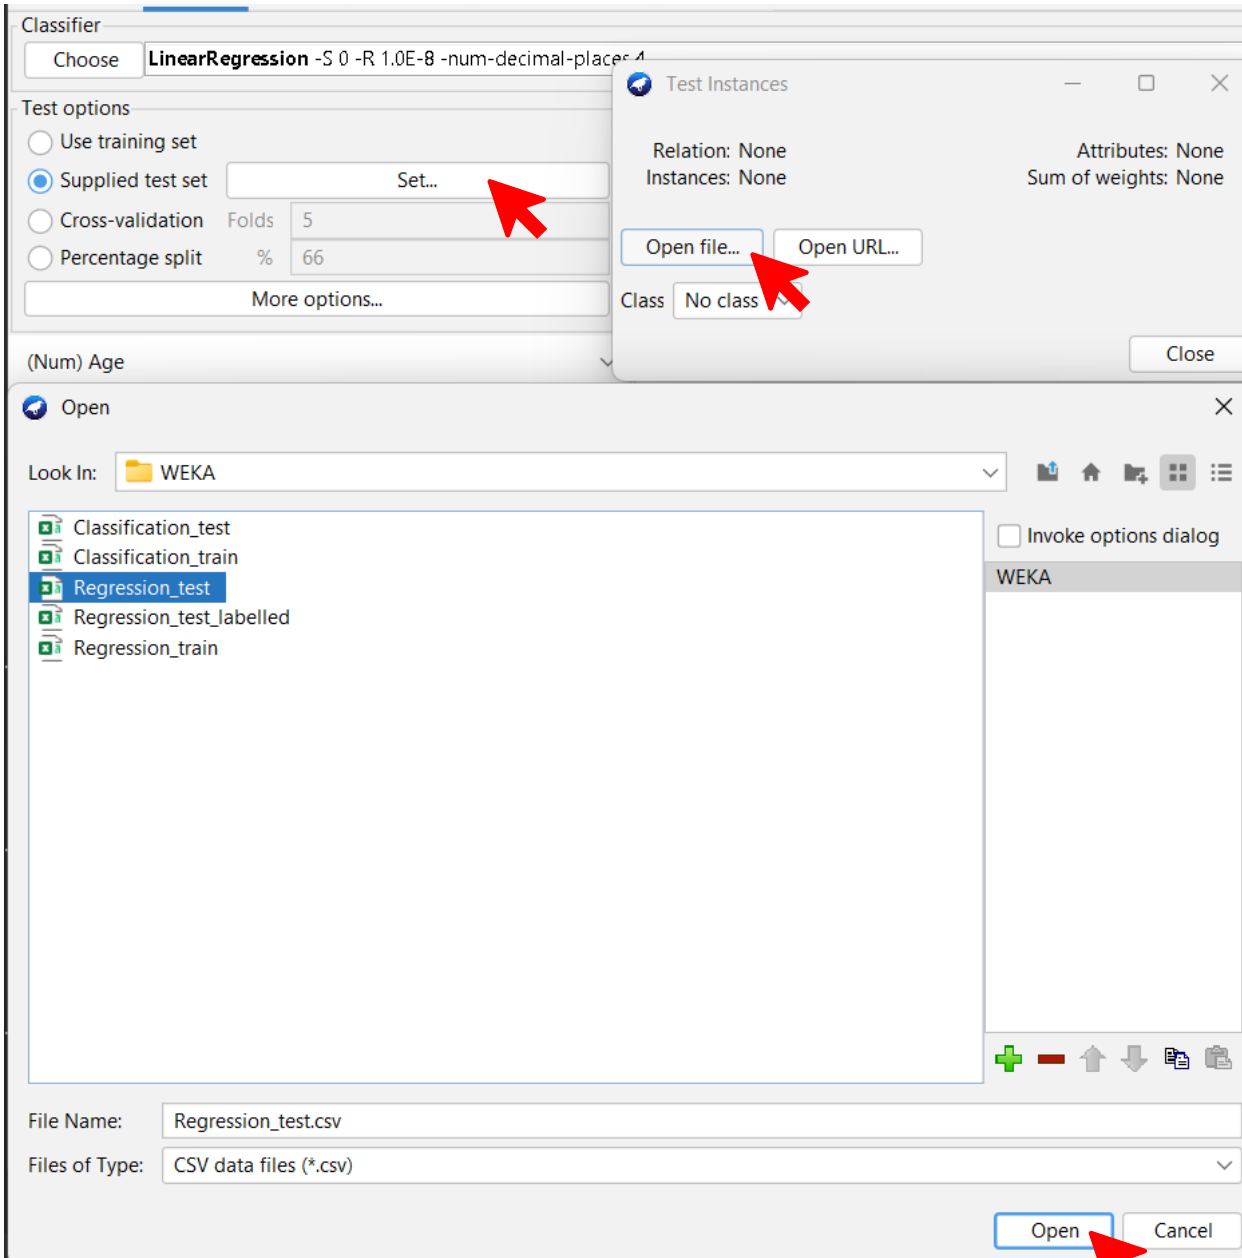 Classifier
Choose LinearRegression -S 0 -R 1.0E-8 -num-decimal-places 4
Test options
Use training set
Supplied test set Set...
Cross-validation Folds 5
Percentage split % 66
More options...
(Num) Age
Test Instances
Relation: None Attributes: None
Instances: None Sum of weights: None
Open file... Open URL...
Class No class
Close
Open
Look In: WEKA
Classification_test
Classification_train
Regression_test
Regression_test_labelled
Regression_train
Invoke options dialog
WEKA
File Name: Regression_test.csv
Files of Type: CSV data files (*.csv)
Open Cancel